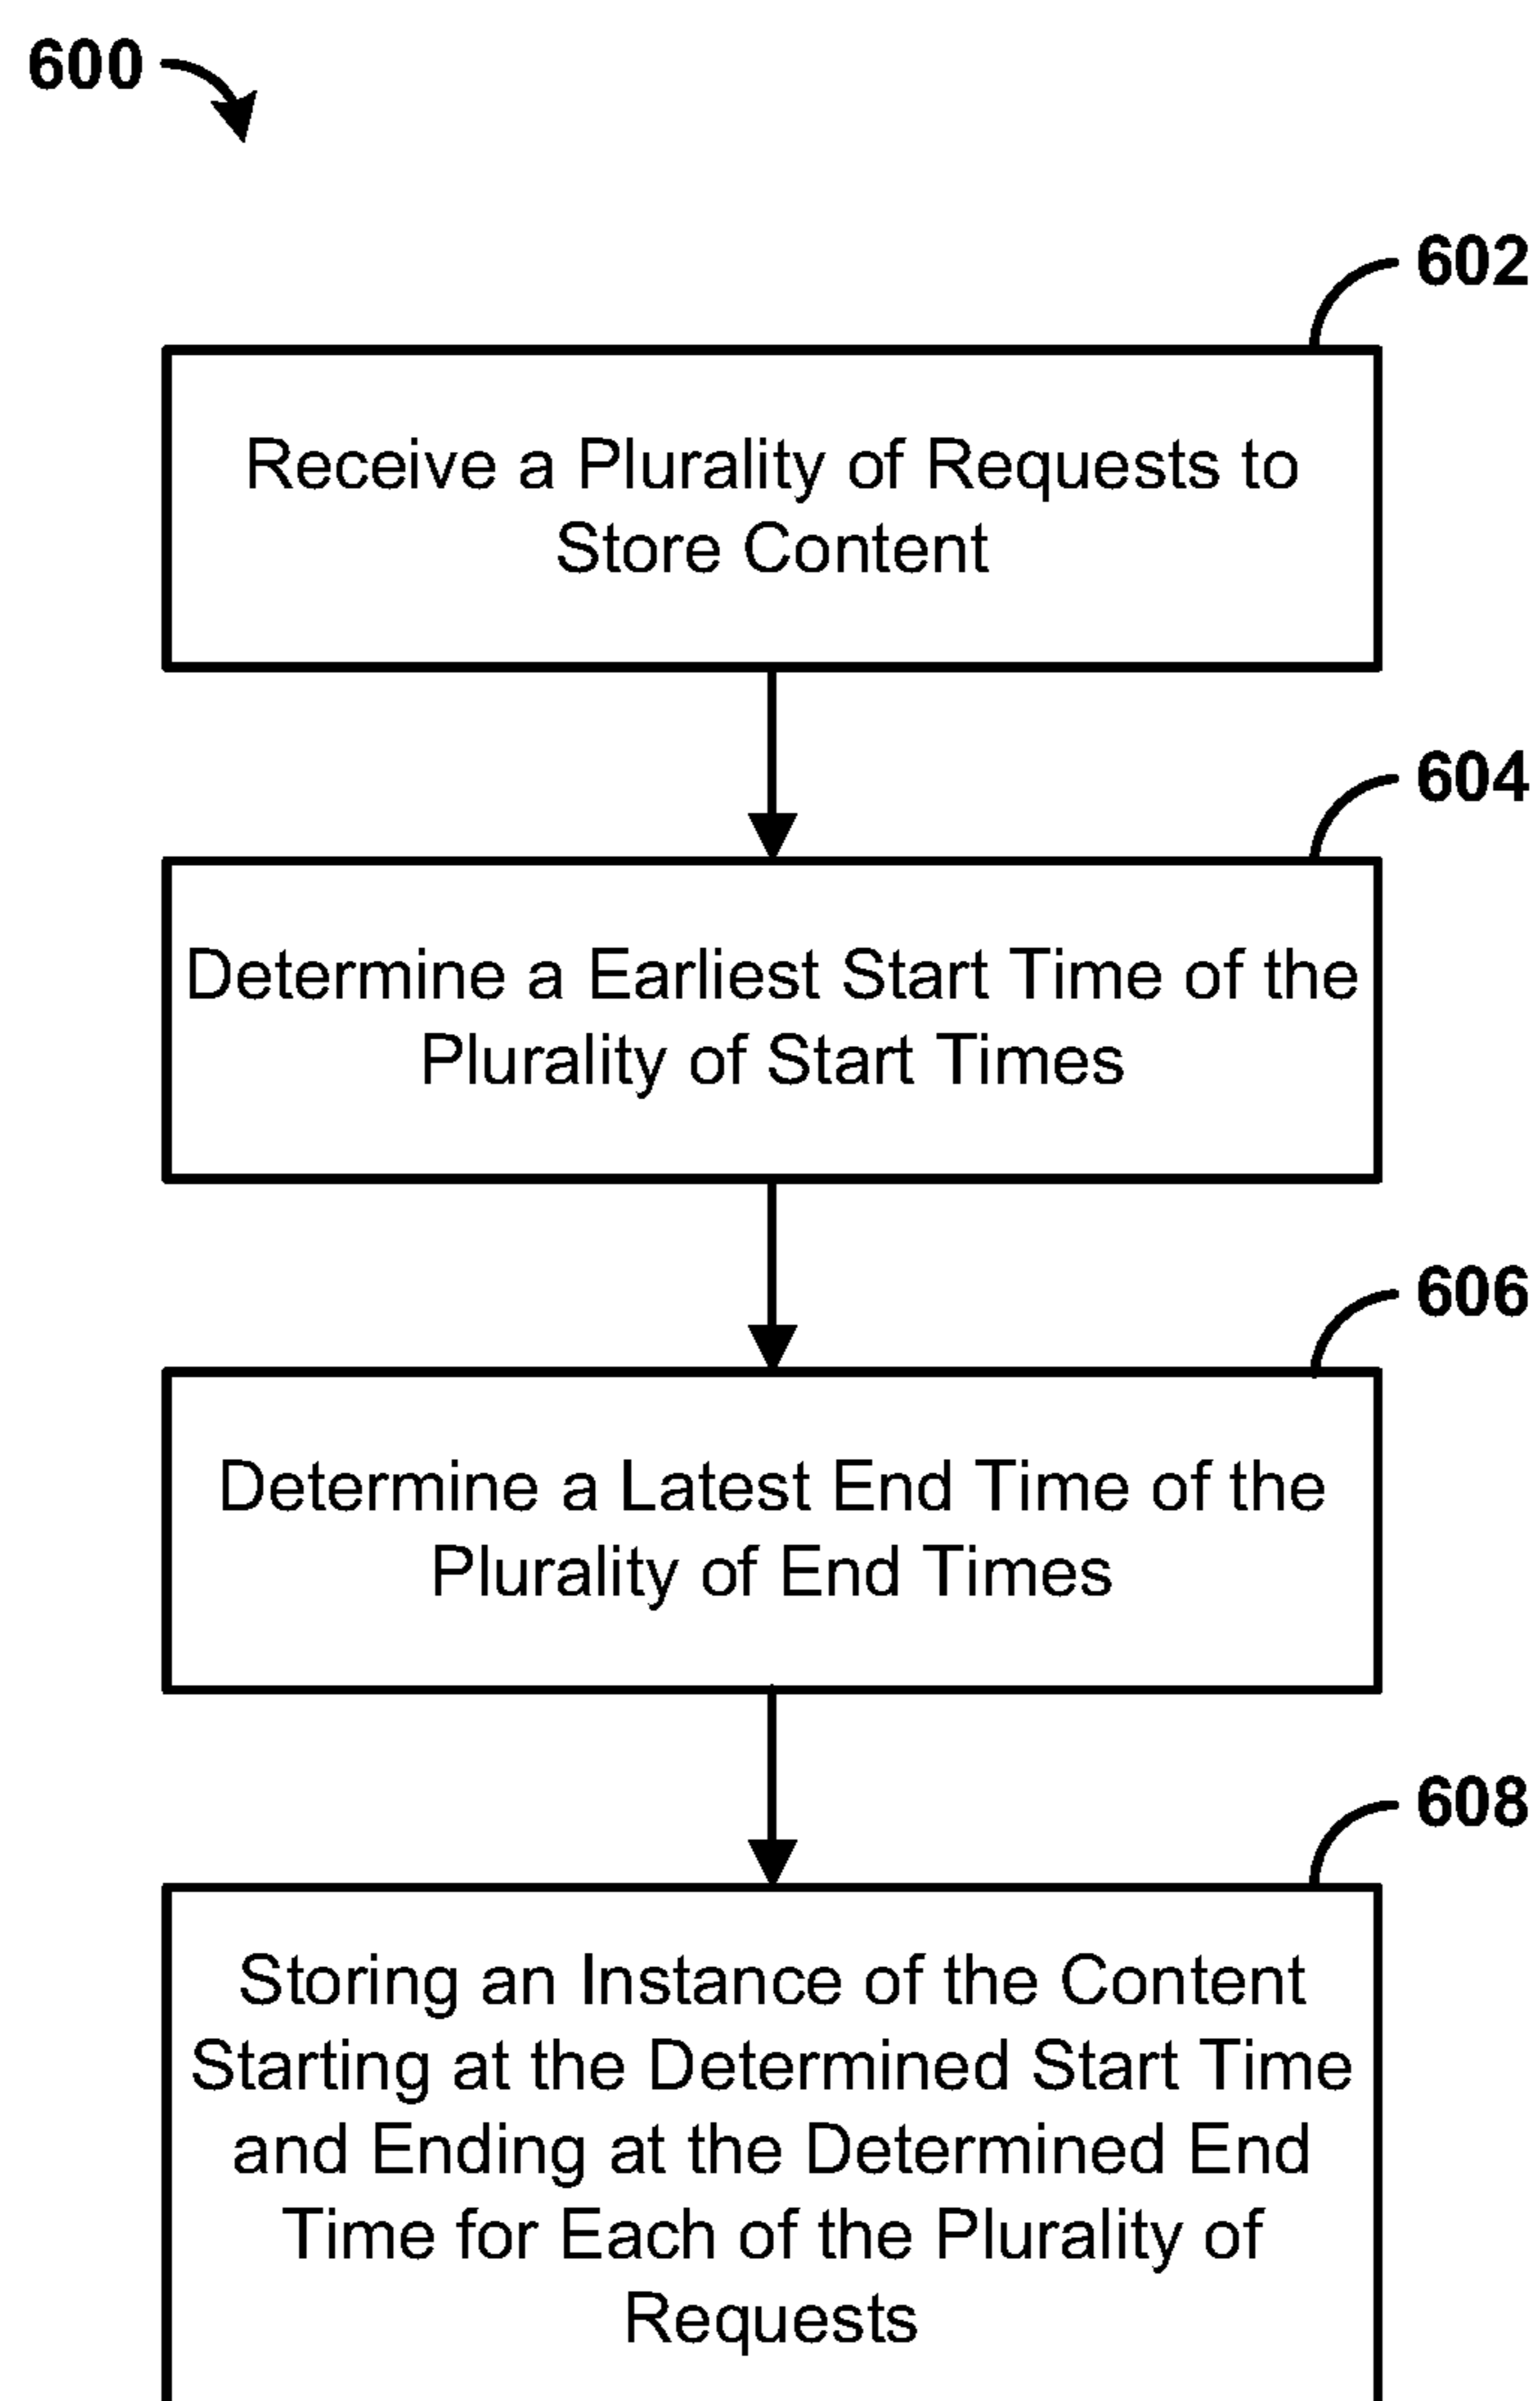 600
602
Receive a Plurality of Requests to
Store Content
604
Determine a Earliest Start Time of the
Plurality of Start Times
606
Determine a Latest End Time of the
Plurality of End Times
608
Storing an Instance of the Content
Starting at the Determined Start Time
and Ending at the Determined End
Time for Each of the Plurality of
Requests